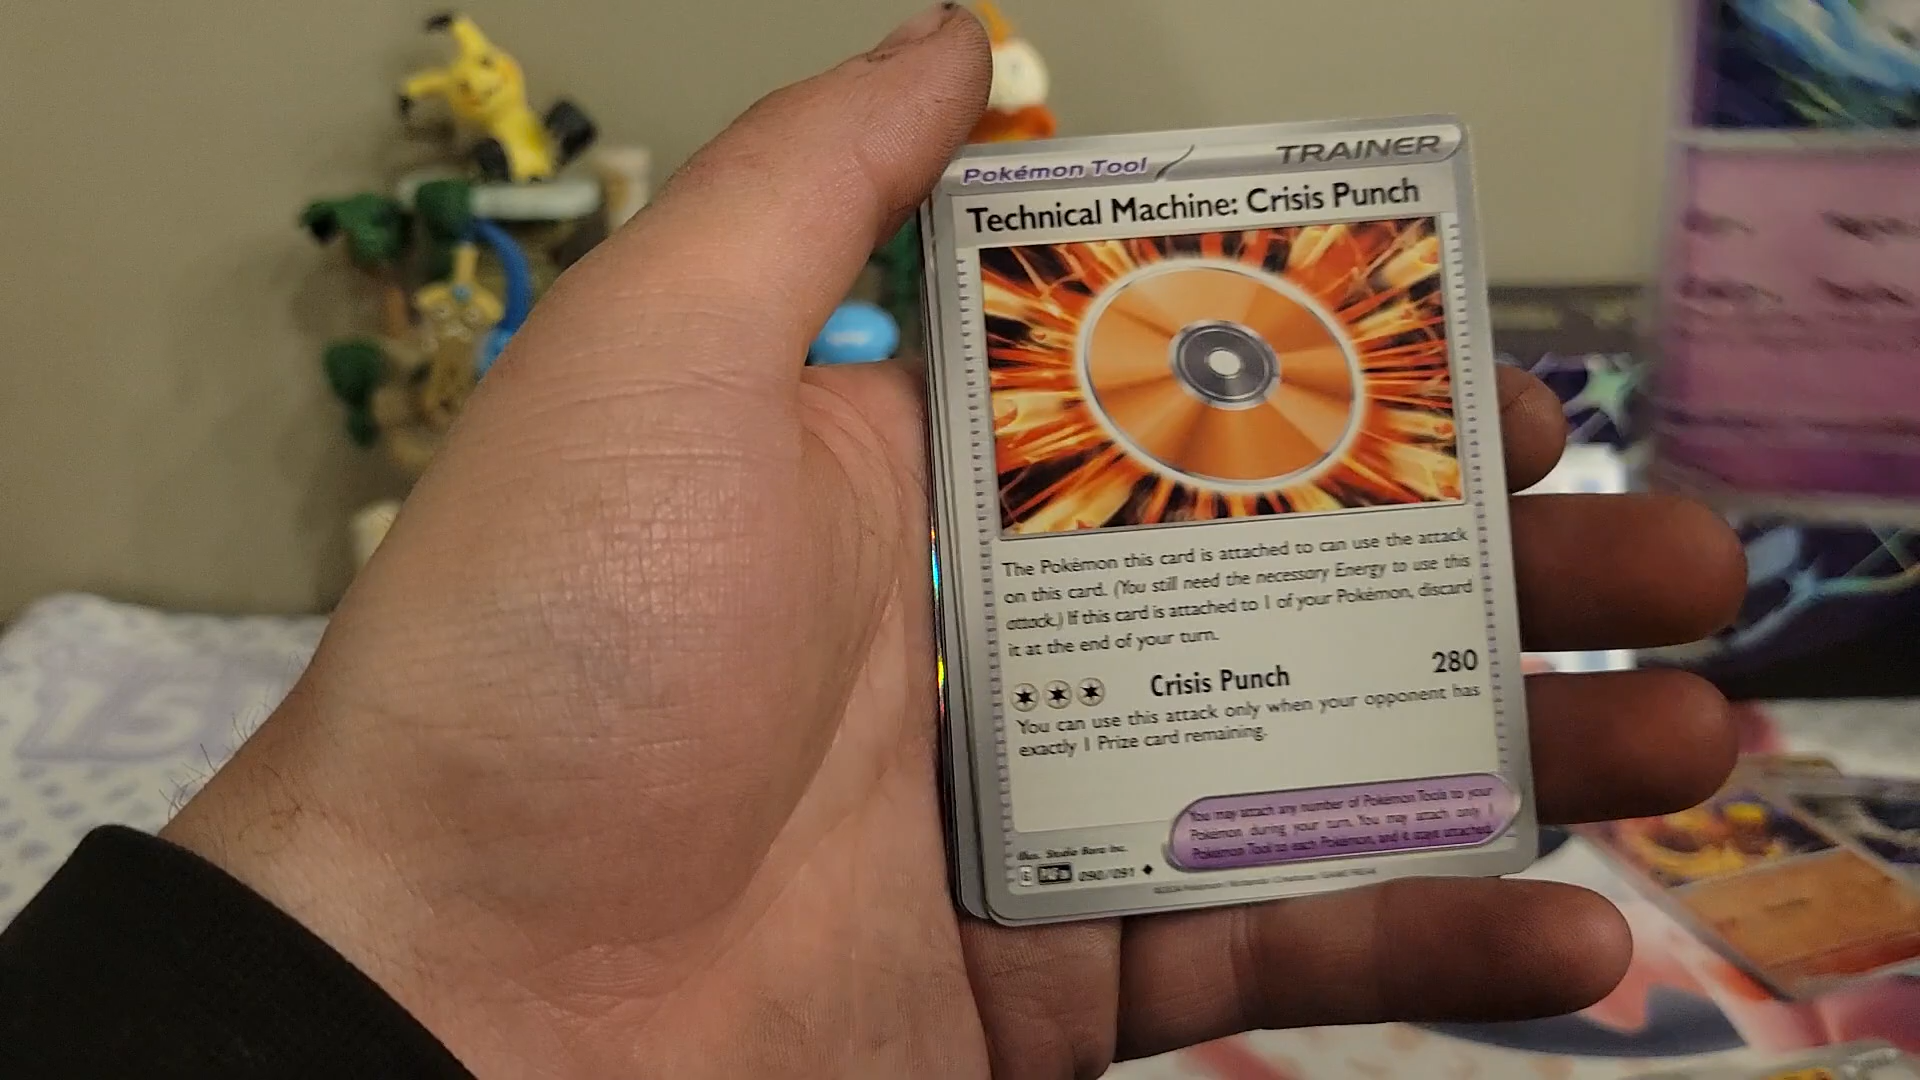 Pokémon Tool
TRAINER
Technical Machine: Crisis Punch
The Pokémon this card is attached to can use the attack
on this card. (You still need the necessary Energy to use this
attack.) If this card is attached to 1 of your Pokémon, discard
it at the end of your turn.
Crisis Punch 280
You can use this attack only when your opponent has
exactly 1 Prize card remaining.
You may attach any number of Pokémon Tools to your
Pokémon during your turn. You may attach only 1
Pokémon Tool to each Pokémon, and it stays attached.
Illus. Studio Bora Inc.
090/091
15